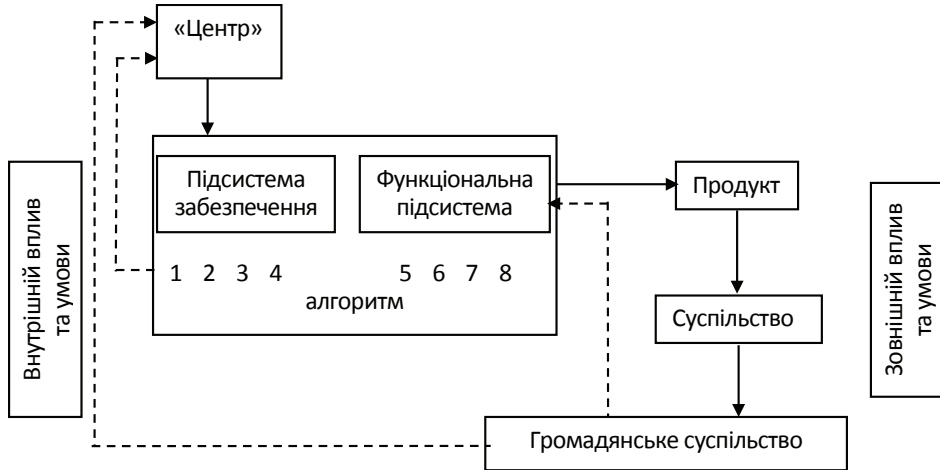 «Центр»
Підсистема
забезпечення
Функціональна
підсистема
1 2 3 4
5 6 7 8
алгоритм
Продукт
Суспільство
Громадянське суспільство
Внутрішній вплив
та умови
Зовнішній вплив
та умови